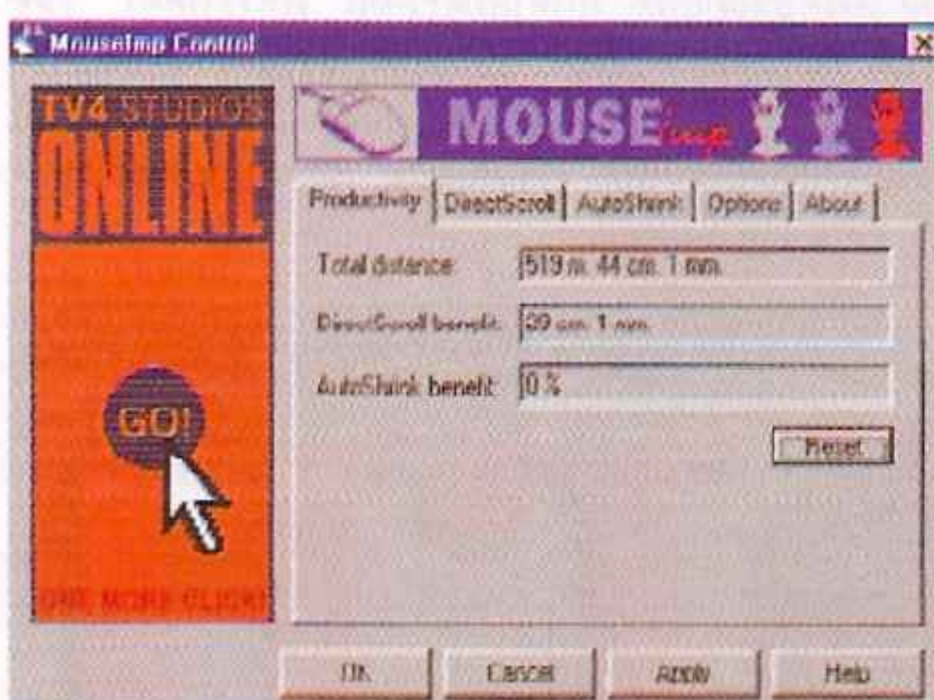 MouseImp Control
TV4 STUDIOS
ONLINE
GO!
ONE MORE CLICK!
MOUSE imp
Productivity DirectScroll AutoShrink Options About
Total distance 519 m. 44 cm. 1 mm.
DirectScroll benefit: 39 cm. 1 mm.
AutoShrink benefit: 0 %
Reset
OK Cancel Apply Help